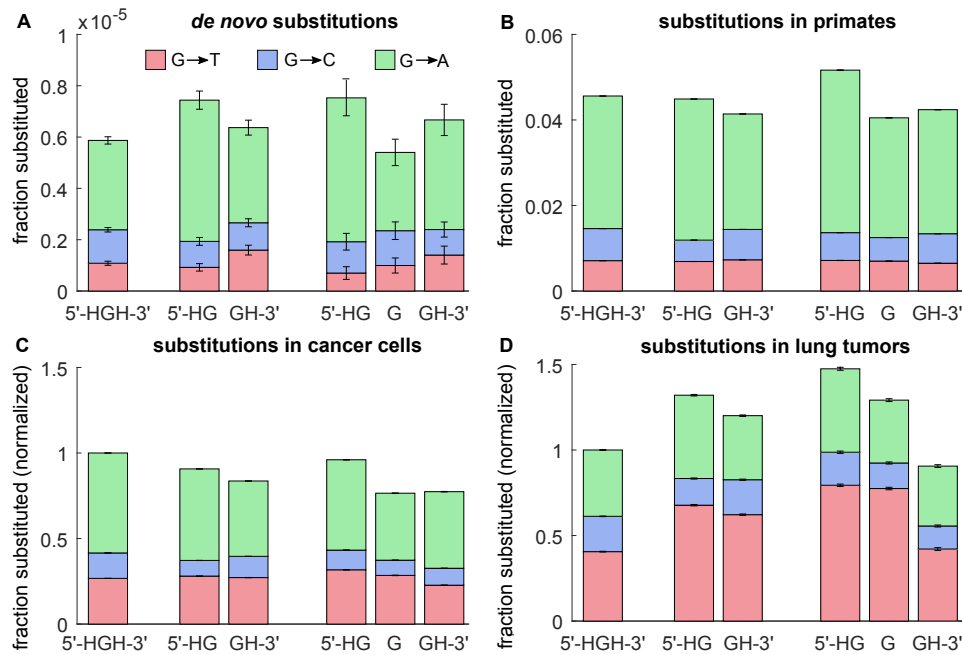 A
de novo substitutions
×10⁻⁵
fraction substituted
1
0.8
0.6
0.4
0.2
0
G→T
G→C
G→A
5'-HGH-3' 5'-HG GH-3' 5'-HG G GH-3'
B
substitutions in primates
fraction substituted
0.06
0.04
0.02
0
5'-HGH-3' 5'-HG GH-3' 5'-HG G GH-3'
C
substitutions in cancer cells
fraction substituted (normalized)
1.5
1
0.5
0
5'-HGH-3' 5'-HG GH-3' 5'-HG G GH-3'
D
substitutions in lung tumors
fraction substituted (normalized)
1.5
1
0.5
0
5'-HGH-3' 5'-HG GH-3' 5'-HG G GH-3'